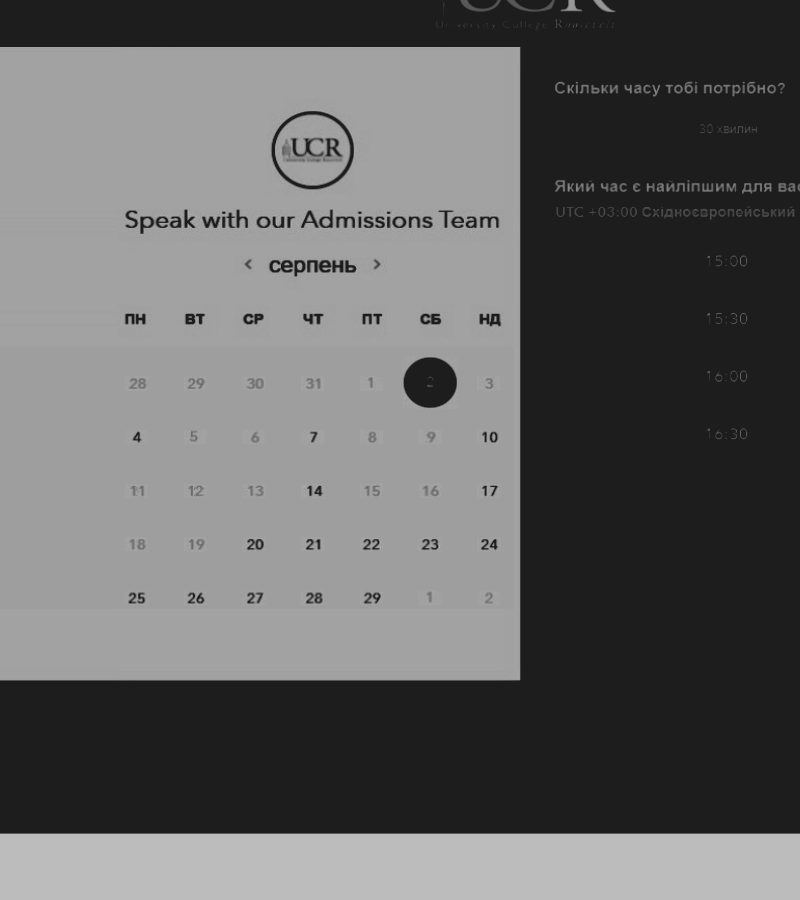 UCR
University College Roosevelt
UCR
Speak with our Admissions Team
< серпень >
ПН ВТ СР ЧТ ПТ СБ НД
28 29 30 31 1 2 3
4 5 6 7 8 9 10
11 12 13 14 15 16 17
18 19 20 21 22 23 24
25 26 27 28 29 1 2
Скільки часу тобі потрібно?
30 хвилин
Який час є найліпшим для вас
UTC +03:00 Східноєвропейський
15:00
15:30
16:00
16:30